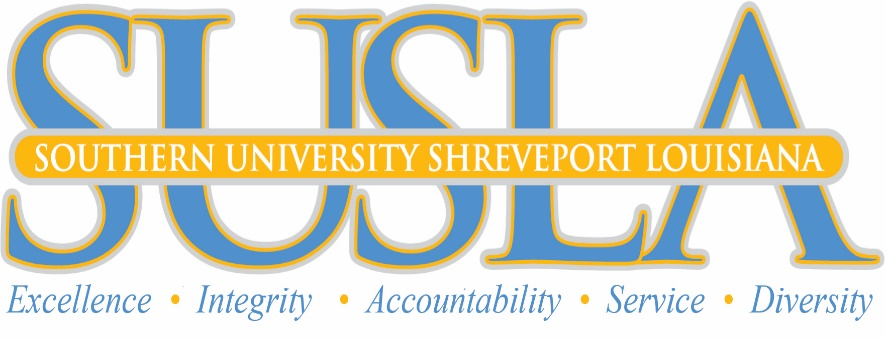 SUSLA
SOUTHERN UNIVERSITY SHREVEPORT LOUISIANA
Excellence • Integrity • Accountability • Service • Diversity